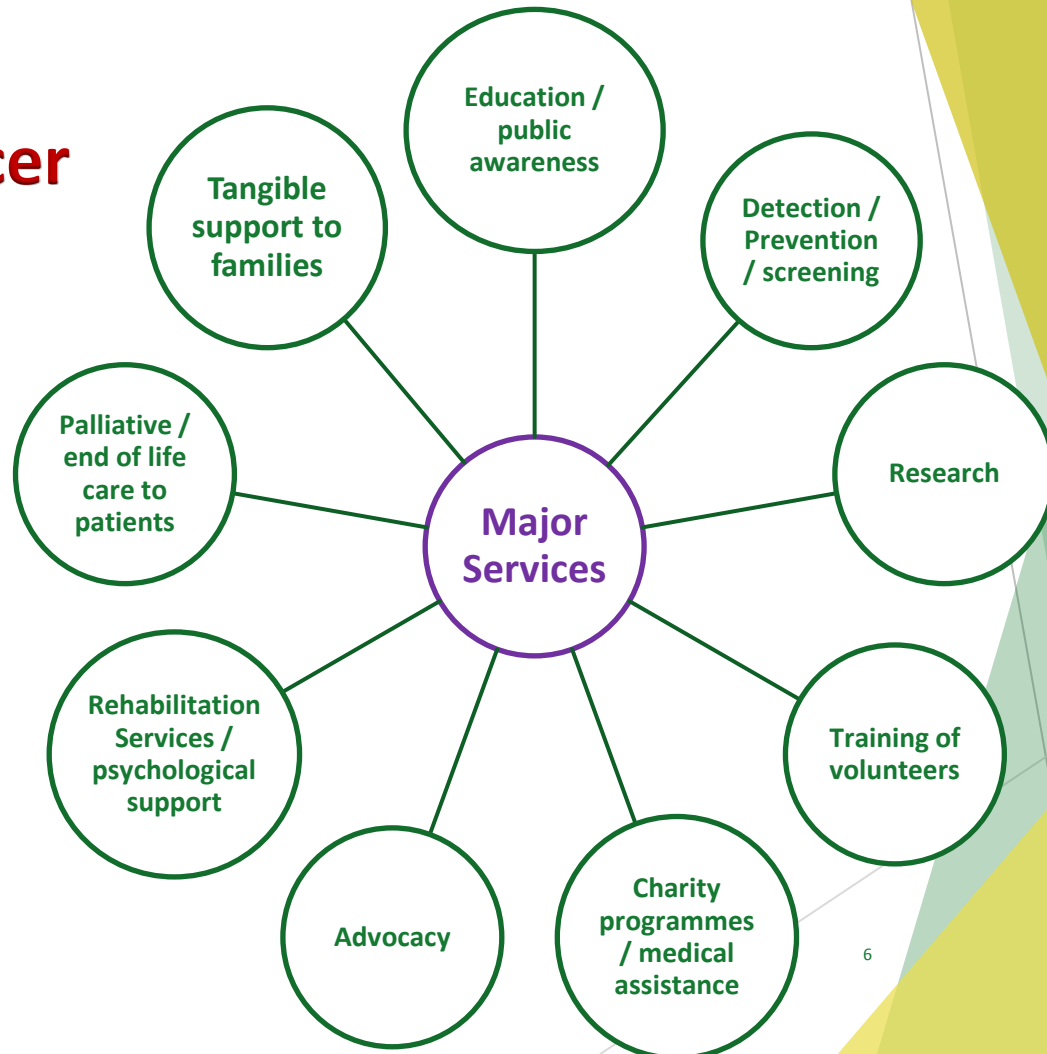 cer
Education /
public
awareness
Tangible
support to
families
Detection /
Prevention
/ screening
Palliative /
end of life
care to
patients
Research
Major
Services
Rehabilitation
Services /
psychological
support
Training of
volunteers
Advocacy
Charity
programmes
/ medical
assistance
6